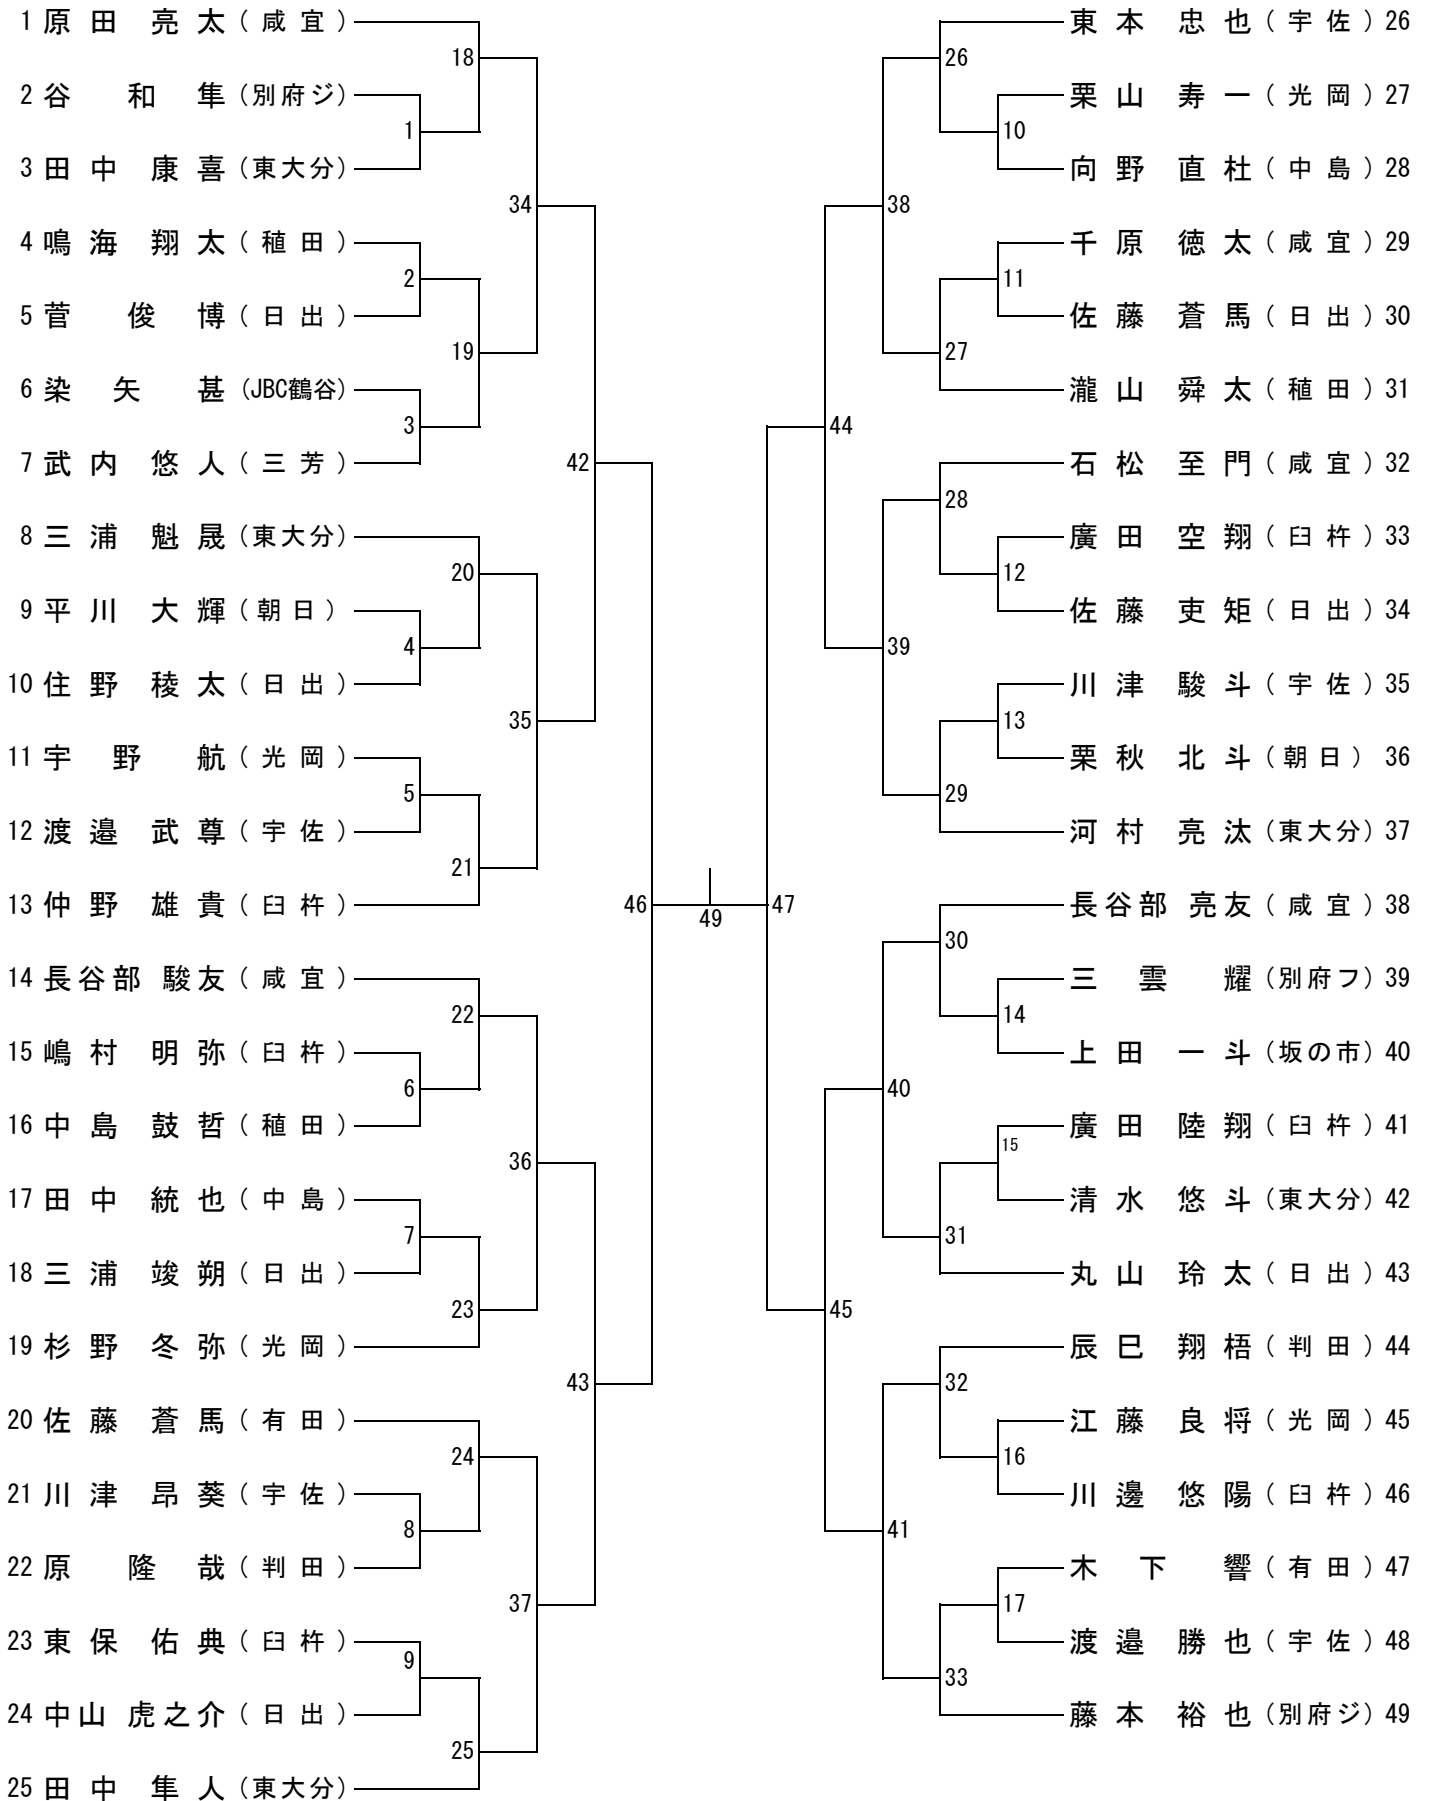 1 原田 亮太 (咸宜)
18
2 谷 和隼 (別府ジ)
1
3 田中 康喜 (東大分)
34
4 鳴海 翔太 (稙田)
2
5 菅 俊博 (日出)
19
6 染矢 甚 (JBC鶴谷)
3
7 武内 悠人 (三芳)
42
8 三浦 魁晟 (東大分)
20
9 平川 大輝 (朝日)
4
10 住野 稜太 (日出)
35
11 宇野 航 (光岡)
5
12 渡邉 武尊 (宇佐)
21
13 仲野 雄貴 (臼杵)
46
14 長谷部 駿友 (咸宜)
22
15 嶋村 明弥 (臼杵)
6
16 中島 鼓哲 (稙田)
36
17 田中 統也 (中島)
7
18 三浦 竣朔 (日出)
23
19 杉野 冬弥 (光岡)
43
20 佐藤 蒼馬 (有田)
24
21 川津 昂葵 (宇佐)
8
22 原 隆哉 (判田)
37
23 東保 佑典 (臼杵)
9
24 中山 虎之介 (日出)
25
25 田中 隼人 (東大分)
49
東本 忠也 (宇佐) 26
26
栗山 寿一 (光岡) 27
10
向野 直杜 (中島) 28
38
千原 徳太 (咸宜) 29
11
佐藤 蒼馬 (日出) 30
27
瀧山 舜太 (稙田) 31
44
石松 至門 (咸宜) 32
28
廣田 空翔 (臼杵) 33
12
佐藤 吏矩 (日出) 34
39
川津 駿斗 (宇佐) 35
13
栗秋 北斗 (朝日) 36
29
河村 亮汰 (東大分) 37
47
長谷部 亮友 (咸宜) 38
30
三雲 耀 (別府フ) 39
14
上田 一斗 (坂の市) 40
40
廣田 陸翔 (臼杵) 41
15
清水 悠斗 (東大分) 42
31
丸山 玲太 (日出) 43
45
辰巳 翔梧 (判田) 44
32
江藤 良将 (光岡) 45
16
川邊 悠陽 (臼杵) 46
41
木下 響 (有田) 47
17
渡邉 勝也 (宇佐) 48
33
藤本 裕也 (別府ジ) 49